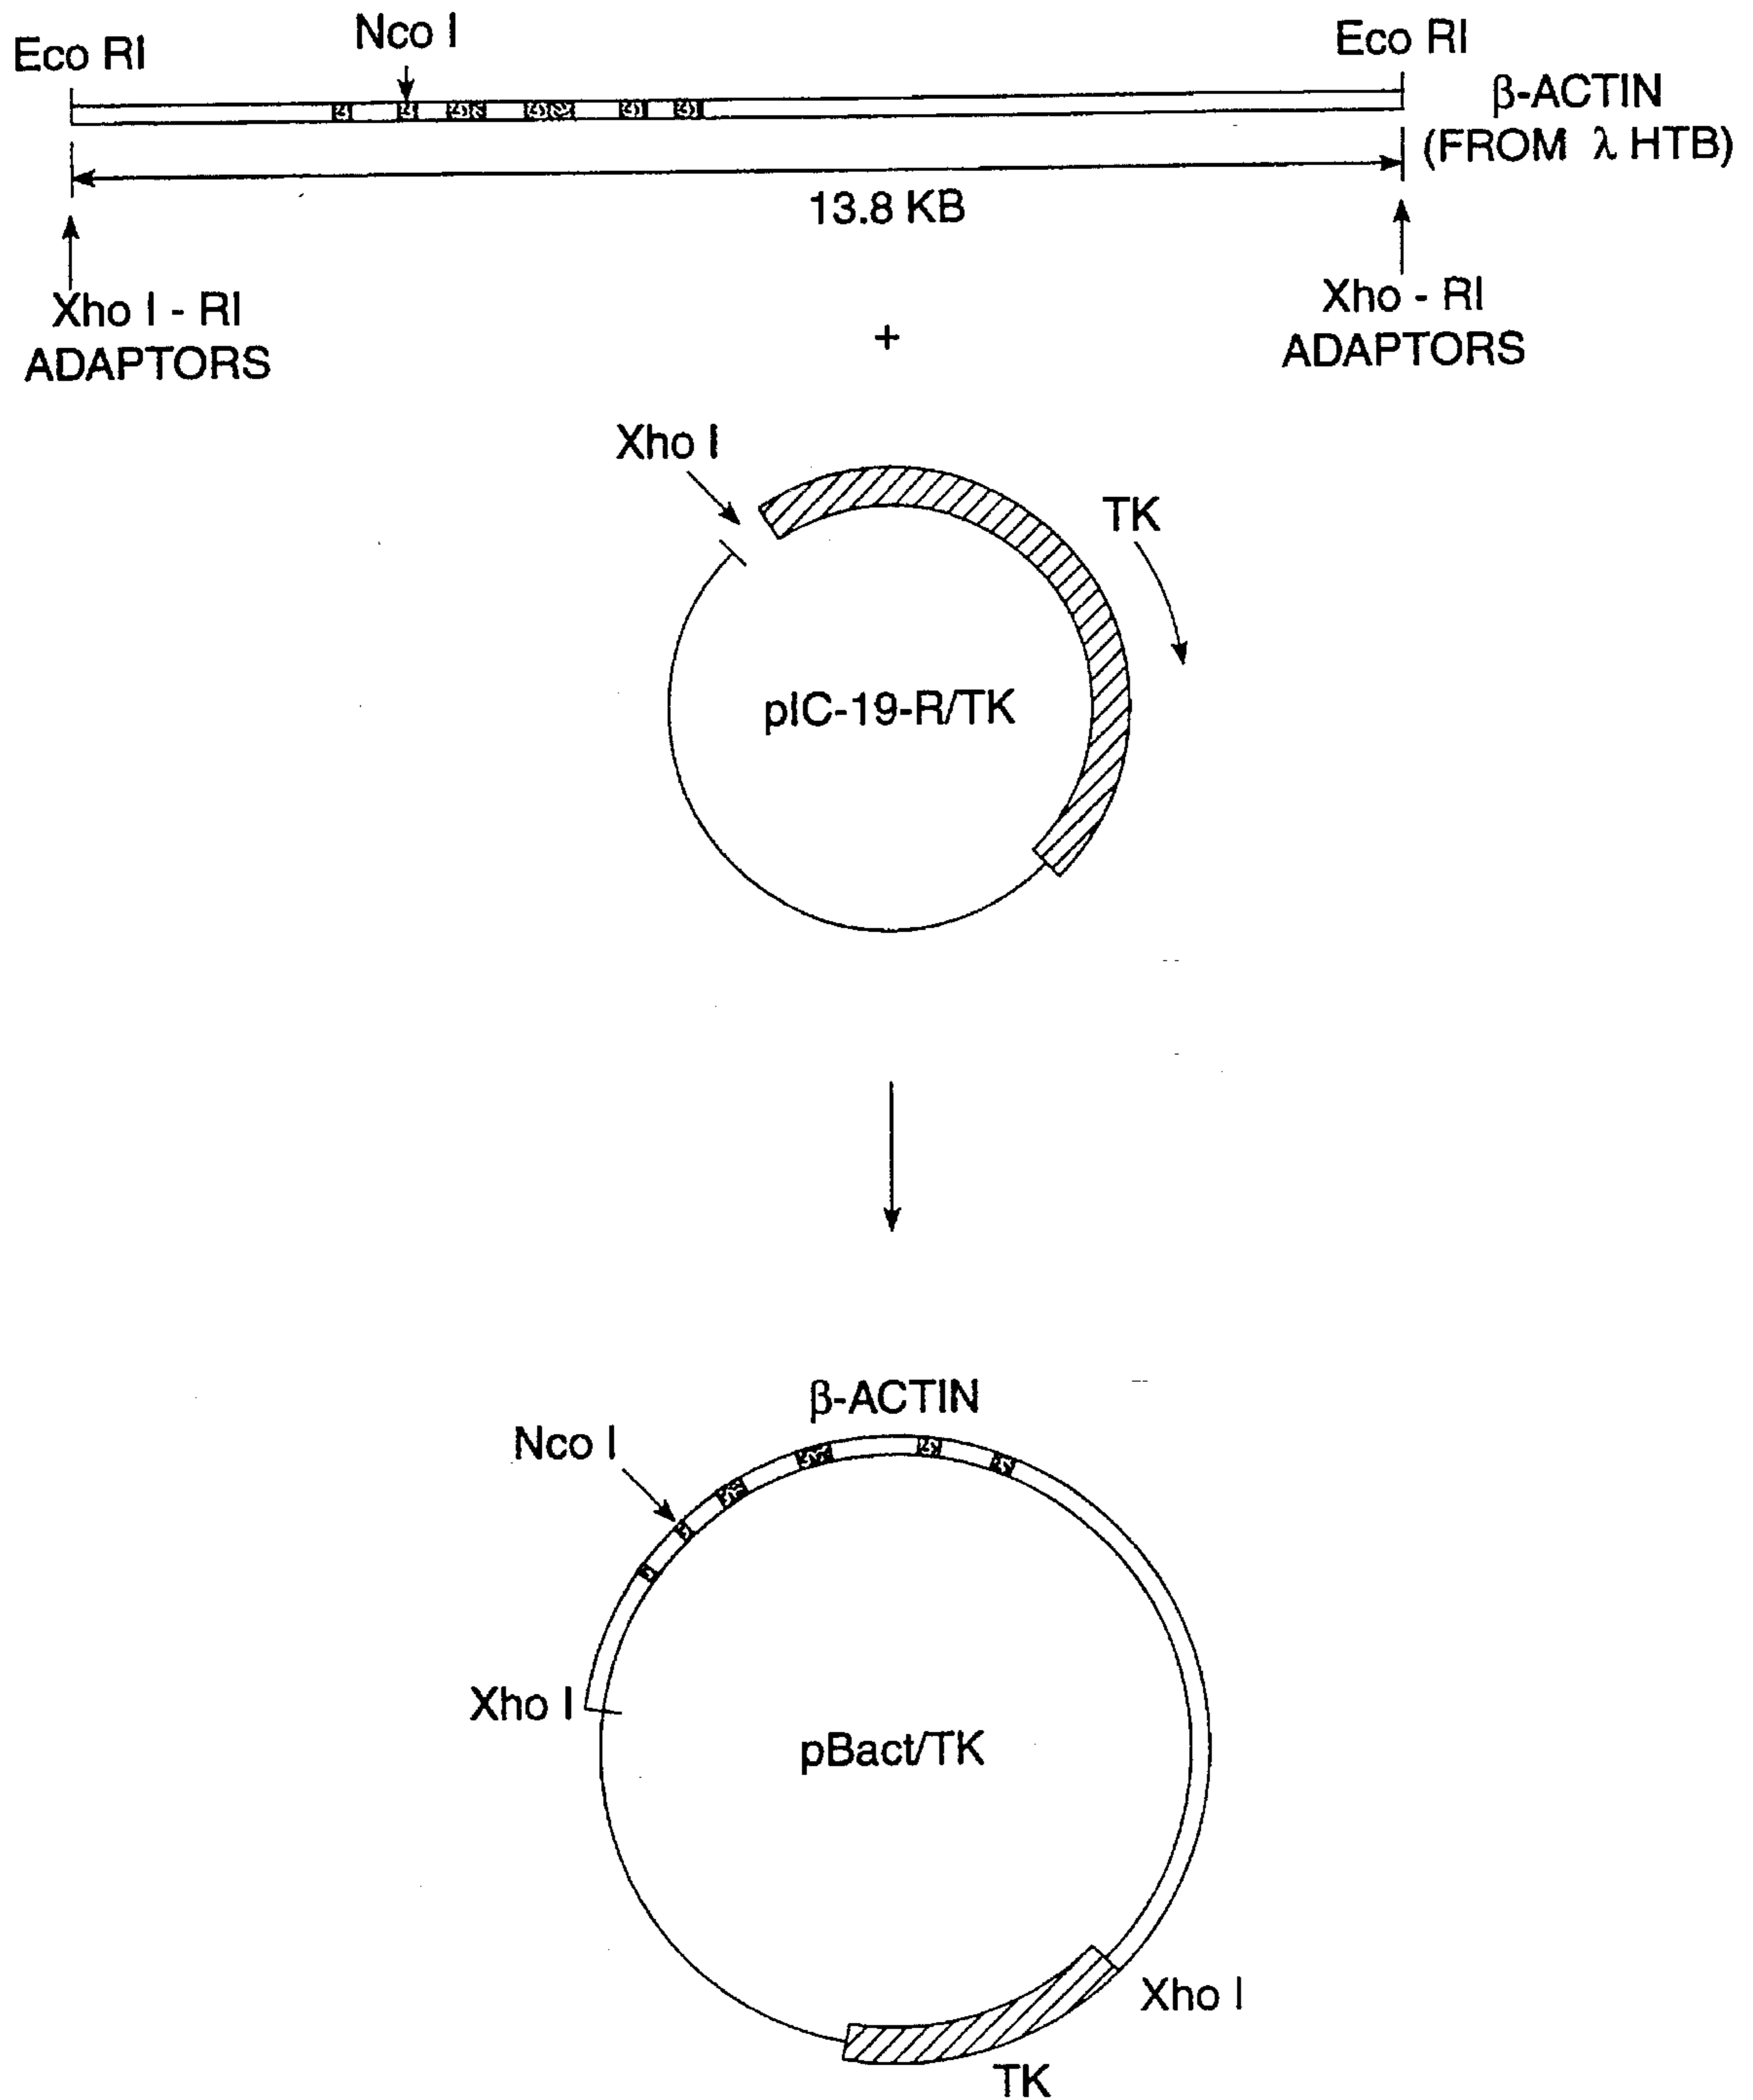 Eco RI
Nco I
Eco RI
β-ACTIN
(FROM λ HTB)
13.8 KB
Xho I - RI
ADAPTORS
Xho - RI
ADAPTORS
+
Xho I
TK
pIC-19-R/TK
β-ACTIN
Nco I
Xho I
pBact/TK
Xho I
TK